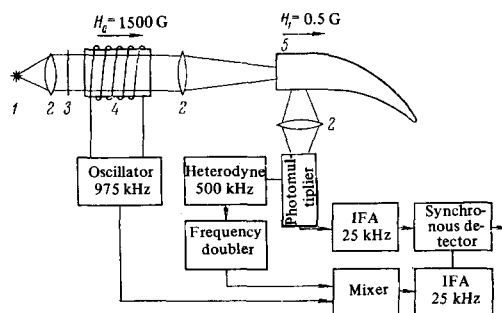 H₀ = 1500 G
H₁ = 0.5 G
5
1
2
3
4
2
2
Oscillator
975 kHz
Heterodyne
500 kHz
Photomul-
tiplier
Frequency
doubler
IFA
25 kHz
Synchro-
nous de-
tector
Mixer
IFA
25 kHz